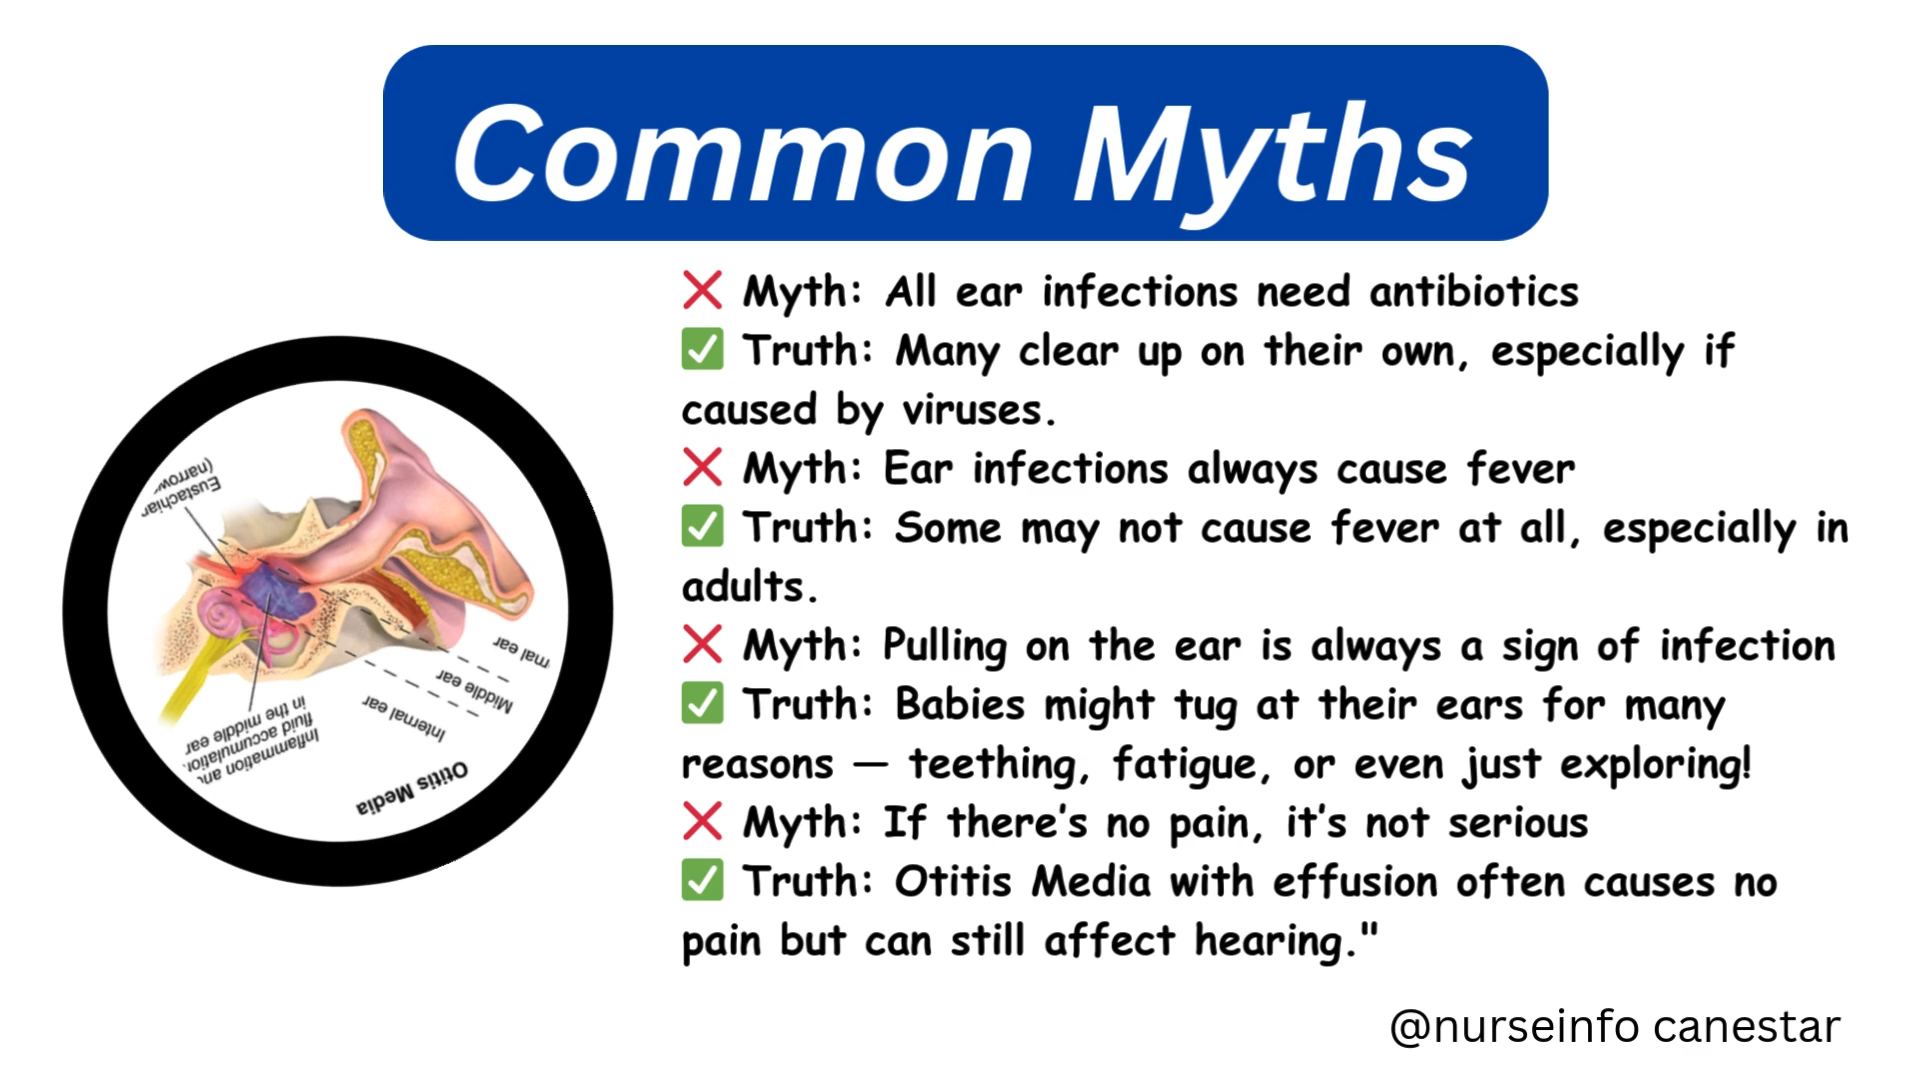 Common Myths
❌ Myth: All ear infections need antibiotics
✅ Truth: Many clear up on their own, especially if
caused by viruses.
❌ Myth: Ear infections always cause fever
✅ Truth: Some may not cause fever at all, especially in
adults.
❌ Myth: Pulling on the ear is always a sign of infection
✅ Truth: Babies might tug at their ears for many
reasons — teething, fatigue, or even just exploring!
❌ Myth: If there's no pain, it's not serious
✅ Truth: Otitis Media with effusion often causes no
pain but can still affect hearing."
Otitis Media
Inflammation
fluid
in the middle ear
Internal ear
Middle ear
ear
@nurseinfo canestar